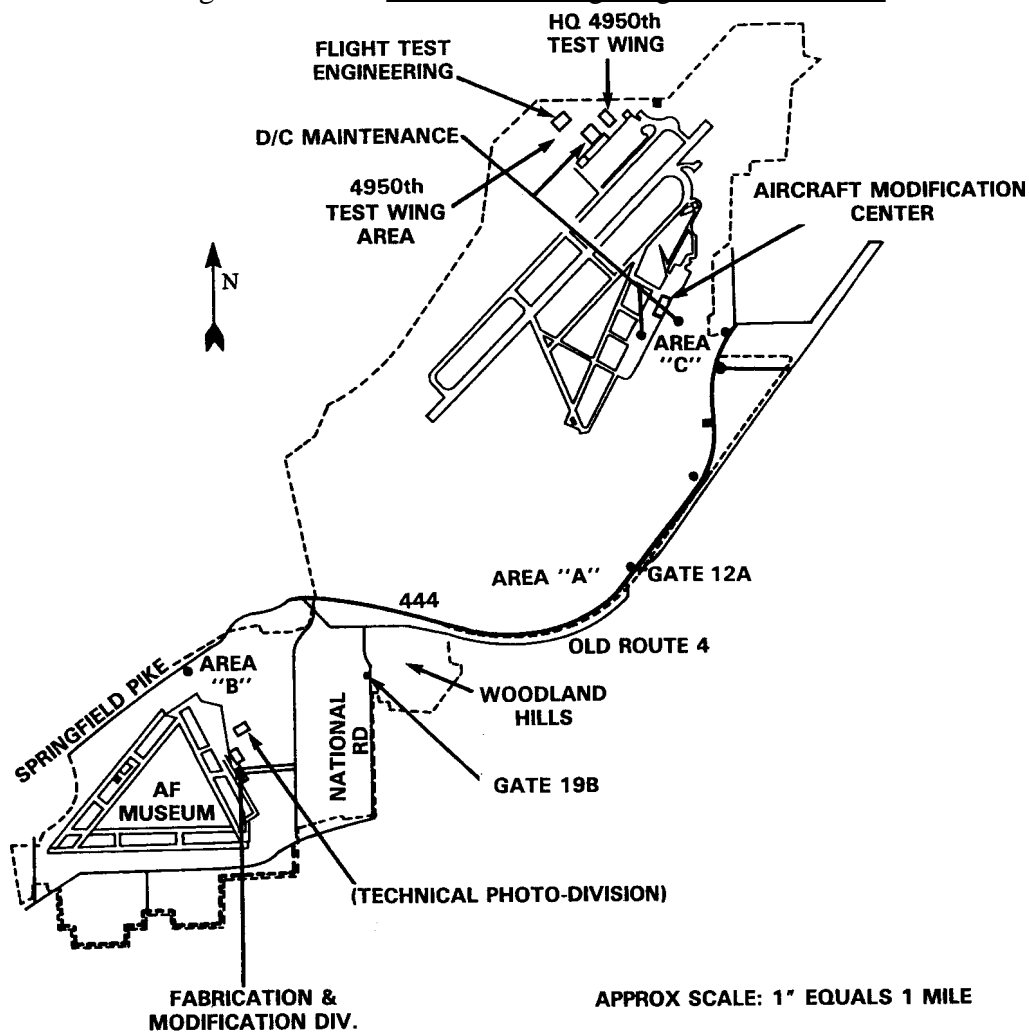 HQ 4950th
TEST WING
FLIGHT TEST
ENGINEERING
D/C MAINTENANCE
4950th
TEST WING
AREA
AIRCRAFT MODIFICATION
CENTER
N
AREA
"C"
AREA "A"
GATE 12A
444
OLD ROUTE 4
AREA
"B"
SPRINGFIELD PIKE
WOODLAND
HILLS
NATIONAL
RD
GATE 19B
AF
MUSEUM
(TECHNICAL PHOTO-DIVISION)
FABRICATION &
MODIFICATION DIV.
APPROX SCALE: 1" EQUALS 1 MILE